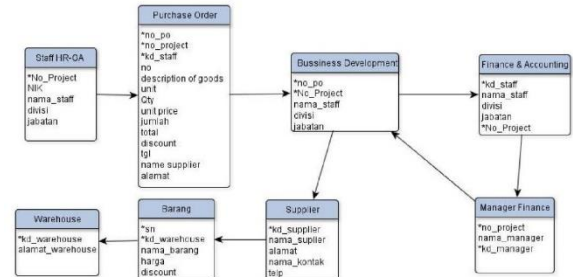 Staff HR-GA
*No_Project
NIK
nama_staff
divisi
jabatan
Purchase Order
*no_po
*no_project
*kd_staff
no
description of goods
unit
Qty
unit price
jumlah
total
discount
tgl
name supplier
alamat
Bussiness Development
*no_po
*No_Project
nama_staff
divisi
jabatan
Finance & Accounting
*kd_staff
nama_staff
divisi
jabatan
*No_Project
Warehouse
*kd_warehouse
alamat_warehouse
Barang
*sn
*kd_warehouse
nama_barang
harga
discount
Supplier
*kd_supplier
nama_suplier
alamat
nama_kontak
telp
Manager Finance
*no_project
nama_manager
*kd_manager